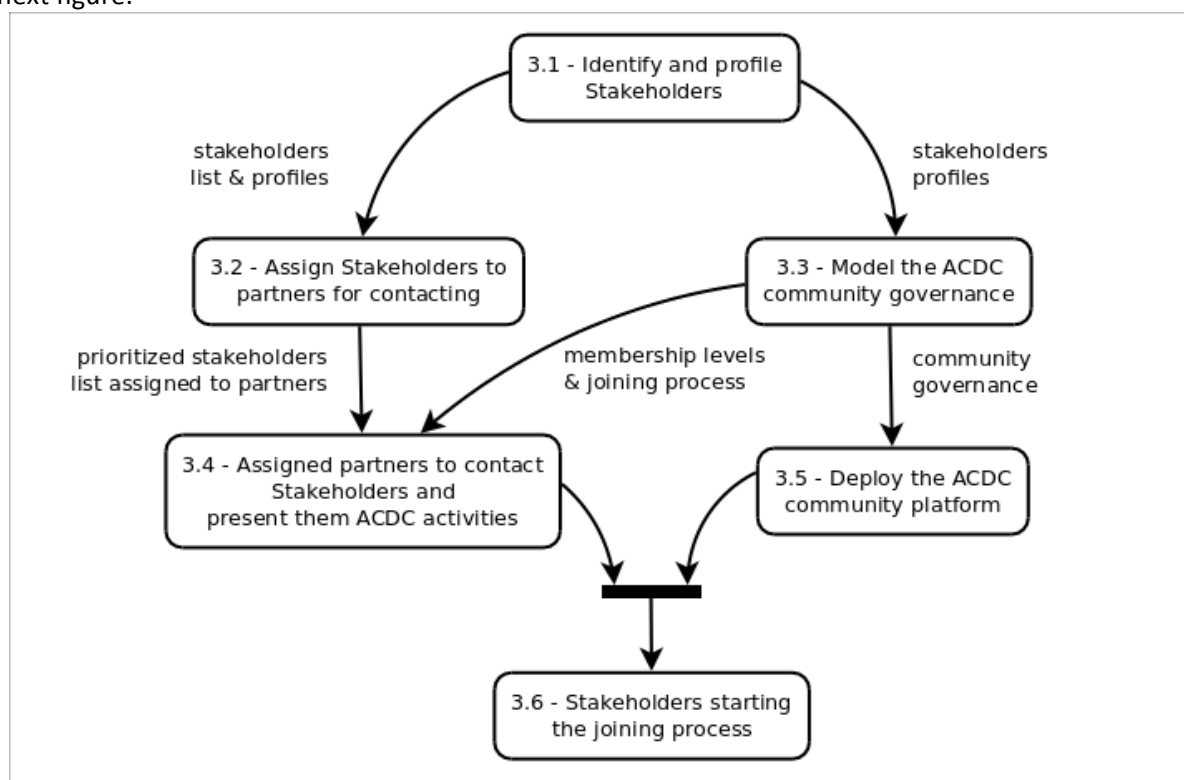 next figure.
3.1 - Identify and profile
Stakeholders
stakeholders
list & profiles
stakeholders
profiles
3.2 - Assign Stakeholders to
partners for contacting
3.3 - Model the ACDC
community governance
prioritized stakeholders
list assigned to partners
membership levels
& joining process
community
governance
3.4 - Assigned partners to contact
Stakeholders and
present them ACDC activities
3.5 - Deploy the ACDC
community platform
3.6 - Stakeholders starting
the joining process